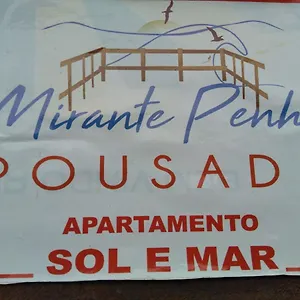 Mirante Penh
POUSAD
APARTAMENTO
SOL E MAR